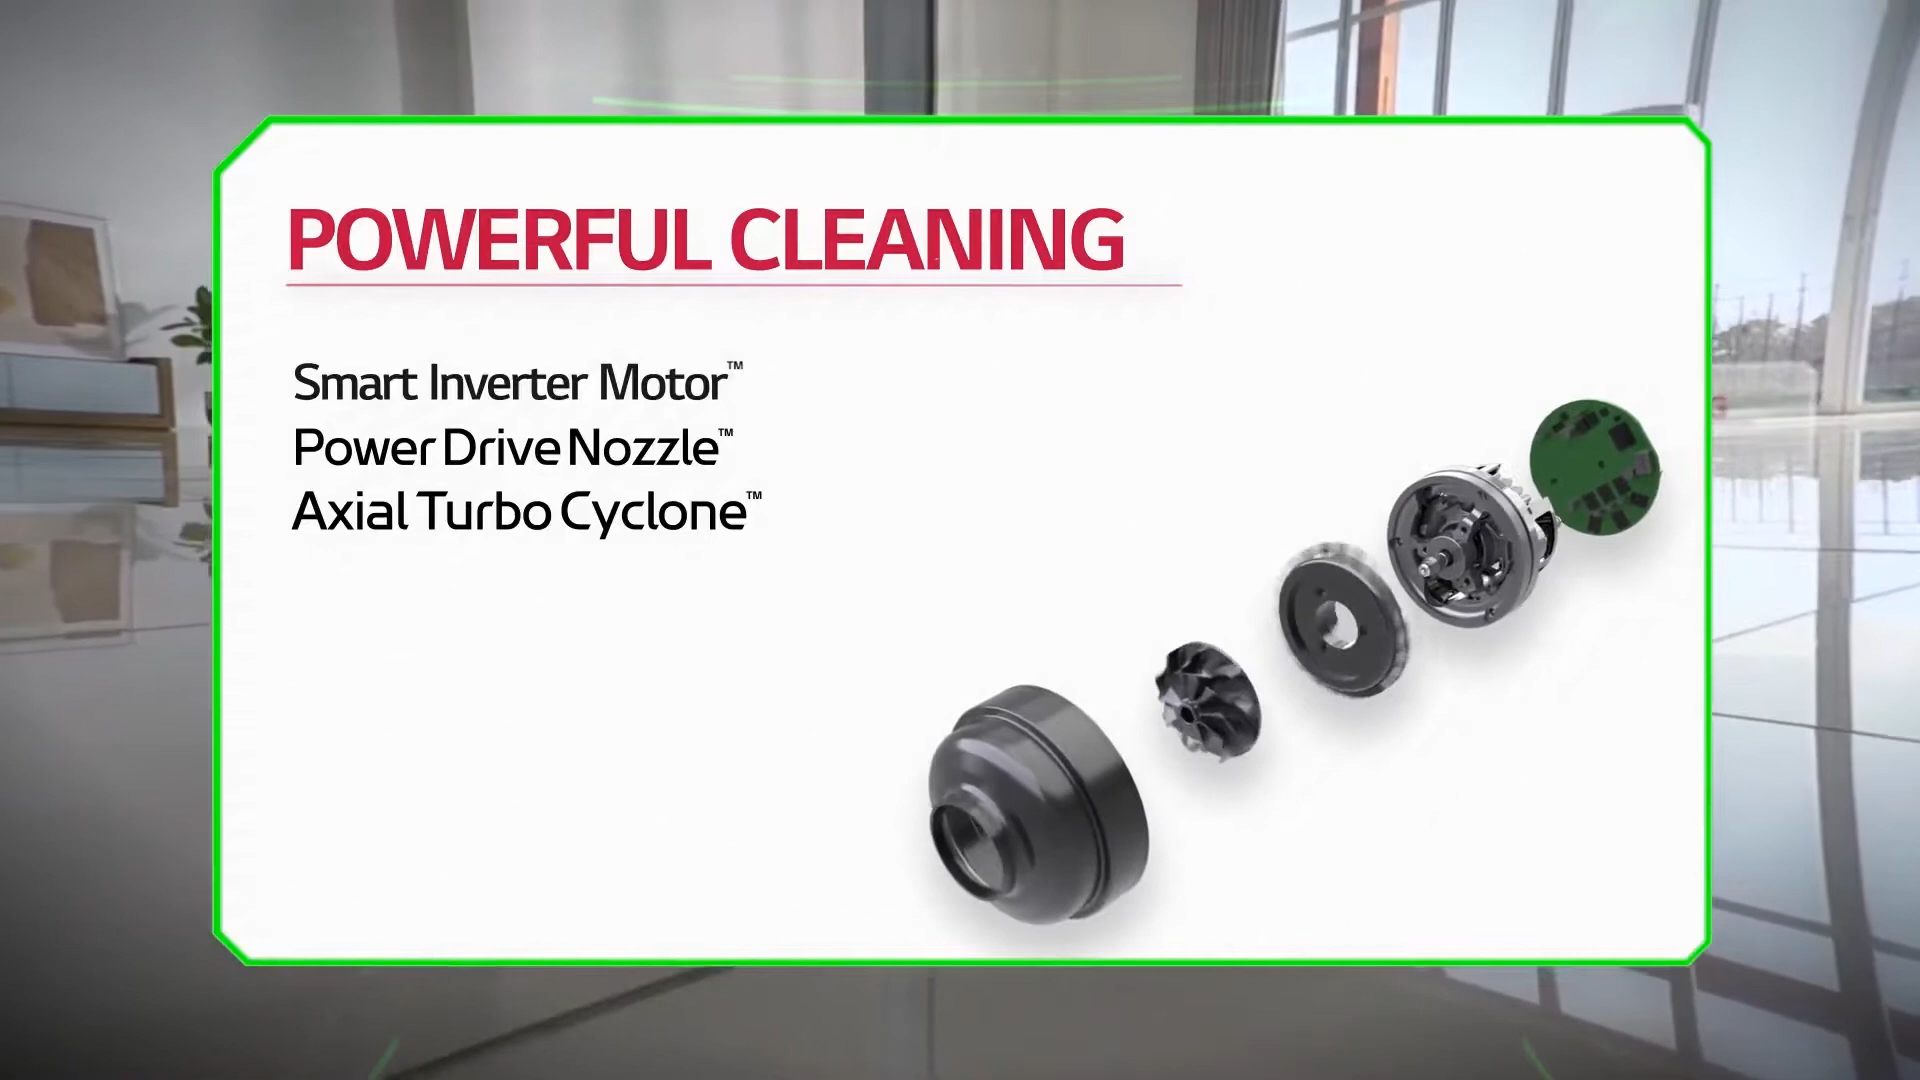 POWERFUL CLEANING
Smart Inverter Motor™
Power Drive Nozzle™
Axial Turbo Cyclone™